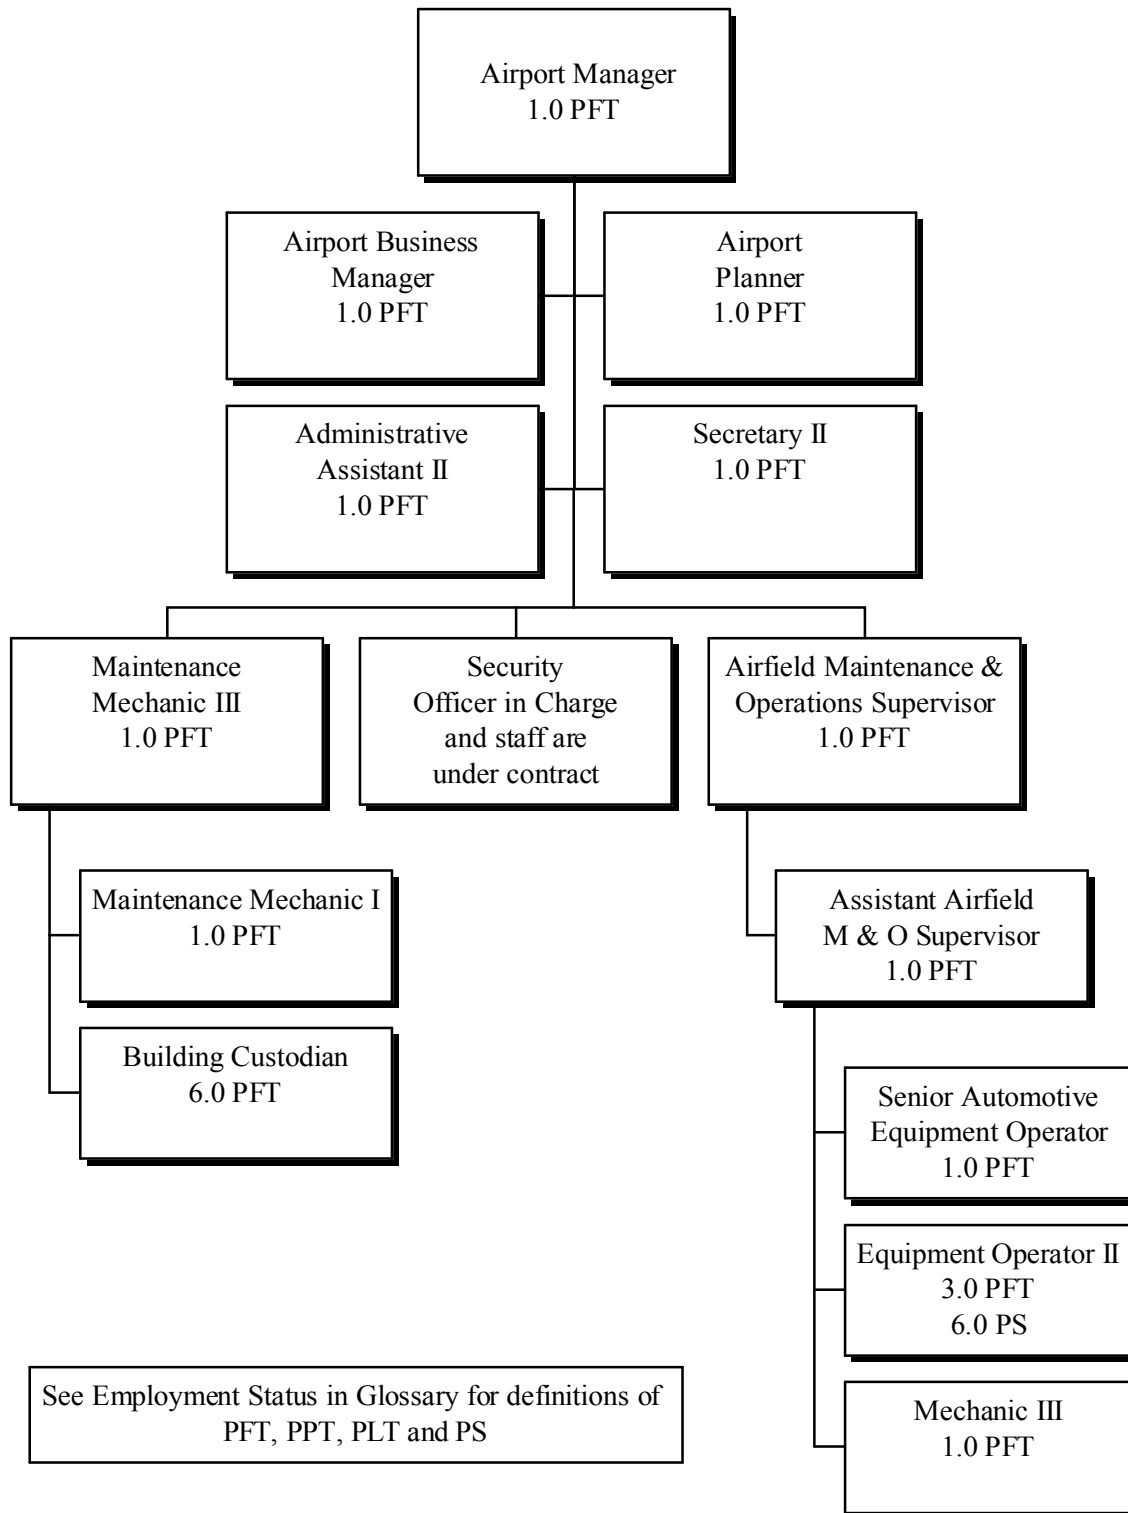 Airport Manager
1.0 PFT
Airport Business
Manager
1.0 PFT
Airport
Planner
1.0 PFT
Administrative
Assistant II
1.0 PFT
Secretary II
1.0 PFT
Maintenance
Mechanic III
1.0 PFT
Security
Officer in Charge
and staff are
under contract
Airfield Maintenance &
Operations Supervisor
1.0 PFT
Maintenance Mechanic I
1.0 PFT
Building Custodian
6.0 PFT
Assistant Airfield
M & O Supervisor
1.0 PFT
Senior Automotive
Equipment Operator
1.0 PFT
Equipment Operator II
3.0 PFT
6.0 PS
Mechanic III
1.0 PFT
See Employment Status in Glossary for definitions of
PFT, PPT, PLT and PS